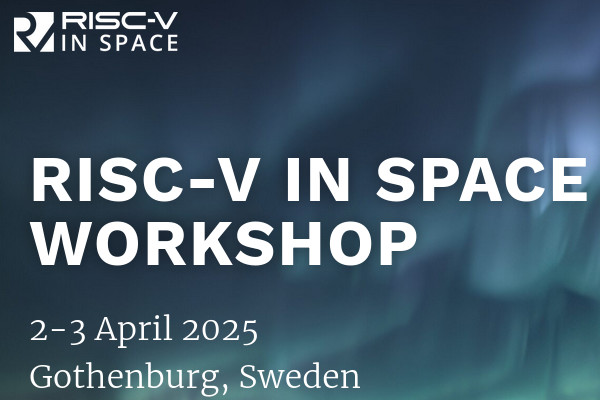 RISC-V
IN SPACE
RISC-V IN SPACE
WORKSHOP
2-3 April 2025
Gothenburg, Sweden